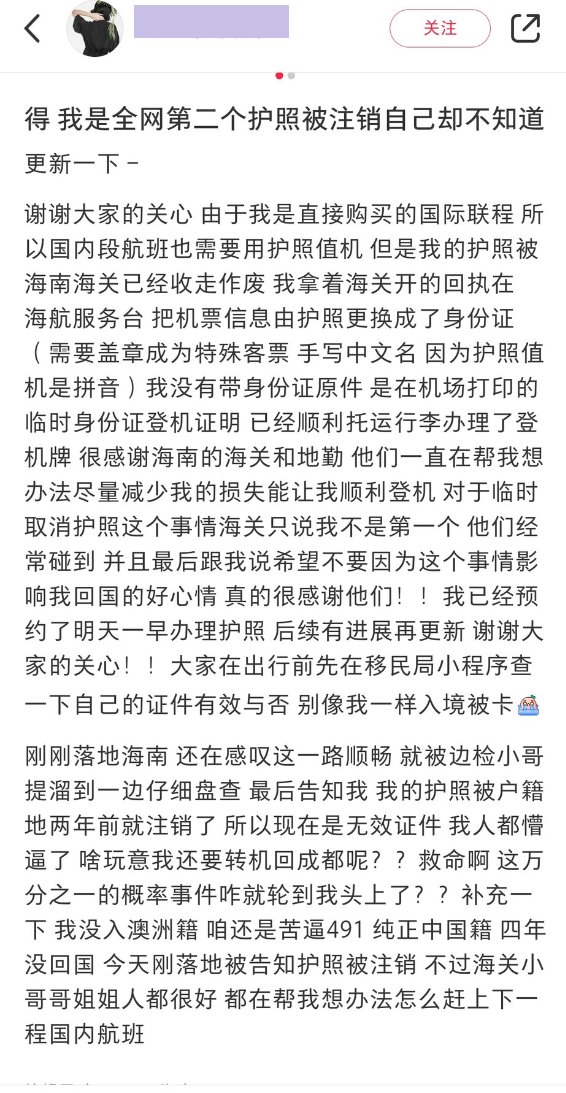 关注
得 我是全网第二个护照被注销自己却不知道
更新一下 –
谢谢大家的关心 由于我是直接购买的国际联程 所
以国内段航班也需要用护照值机 但是我的护照被
海南海关已经收走作废 我拿着海关开的回执在
海航服务台 把机票信息由护照更换成了身份证
（需要盖章成为特殊客票 手写中文名 因为护照值
机是拼音）我没有带身份证原件 是在机场打印的
临时身份证登机证明 已经顺利托运行李办理了登
机牌 很感谢海南的海关和地勤 他们一直在帮我想
办法尽量减少我的损失能让我顺利登机 对于临时
取消护照这个事情海关只说我不是第一个 他们经
常碰到 并且最后跟我说希望不要因为这个事情影
响我回国的好心情 真的很感谢他们！！我已经预
约了明天一早办理护照 后续有进展再更新 谢谢大
家的关心！！大家在出行前先在移民局小程序查
一下自己的证件有效与否 别像我一样入境被卡
刚刚落地海南 还在感叹这一路顺畅 就被边检小哥
提溜到一边仔细盘查 最后告知我 我的护照被户籍
地两年前就注销了 所以现在是无效证件 我人都懵
逼了 啥玩意我还要转机回成都呢？？救命啊 这万
分之一的概率事件咋就轮到我头上了？？补充一
下 我没入澳洲籍 咱还是苦逼491 纯正中国籍 四年
没回国 今天刚落地被告知护照被注销 不过海关小
哥哥姐姐人都很好 都在帮我想办法怎么赶上下一
程国内航班